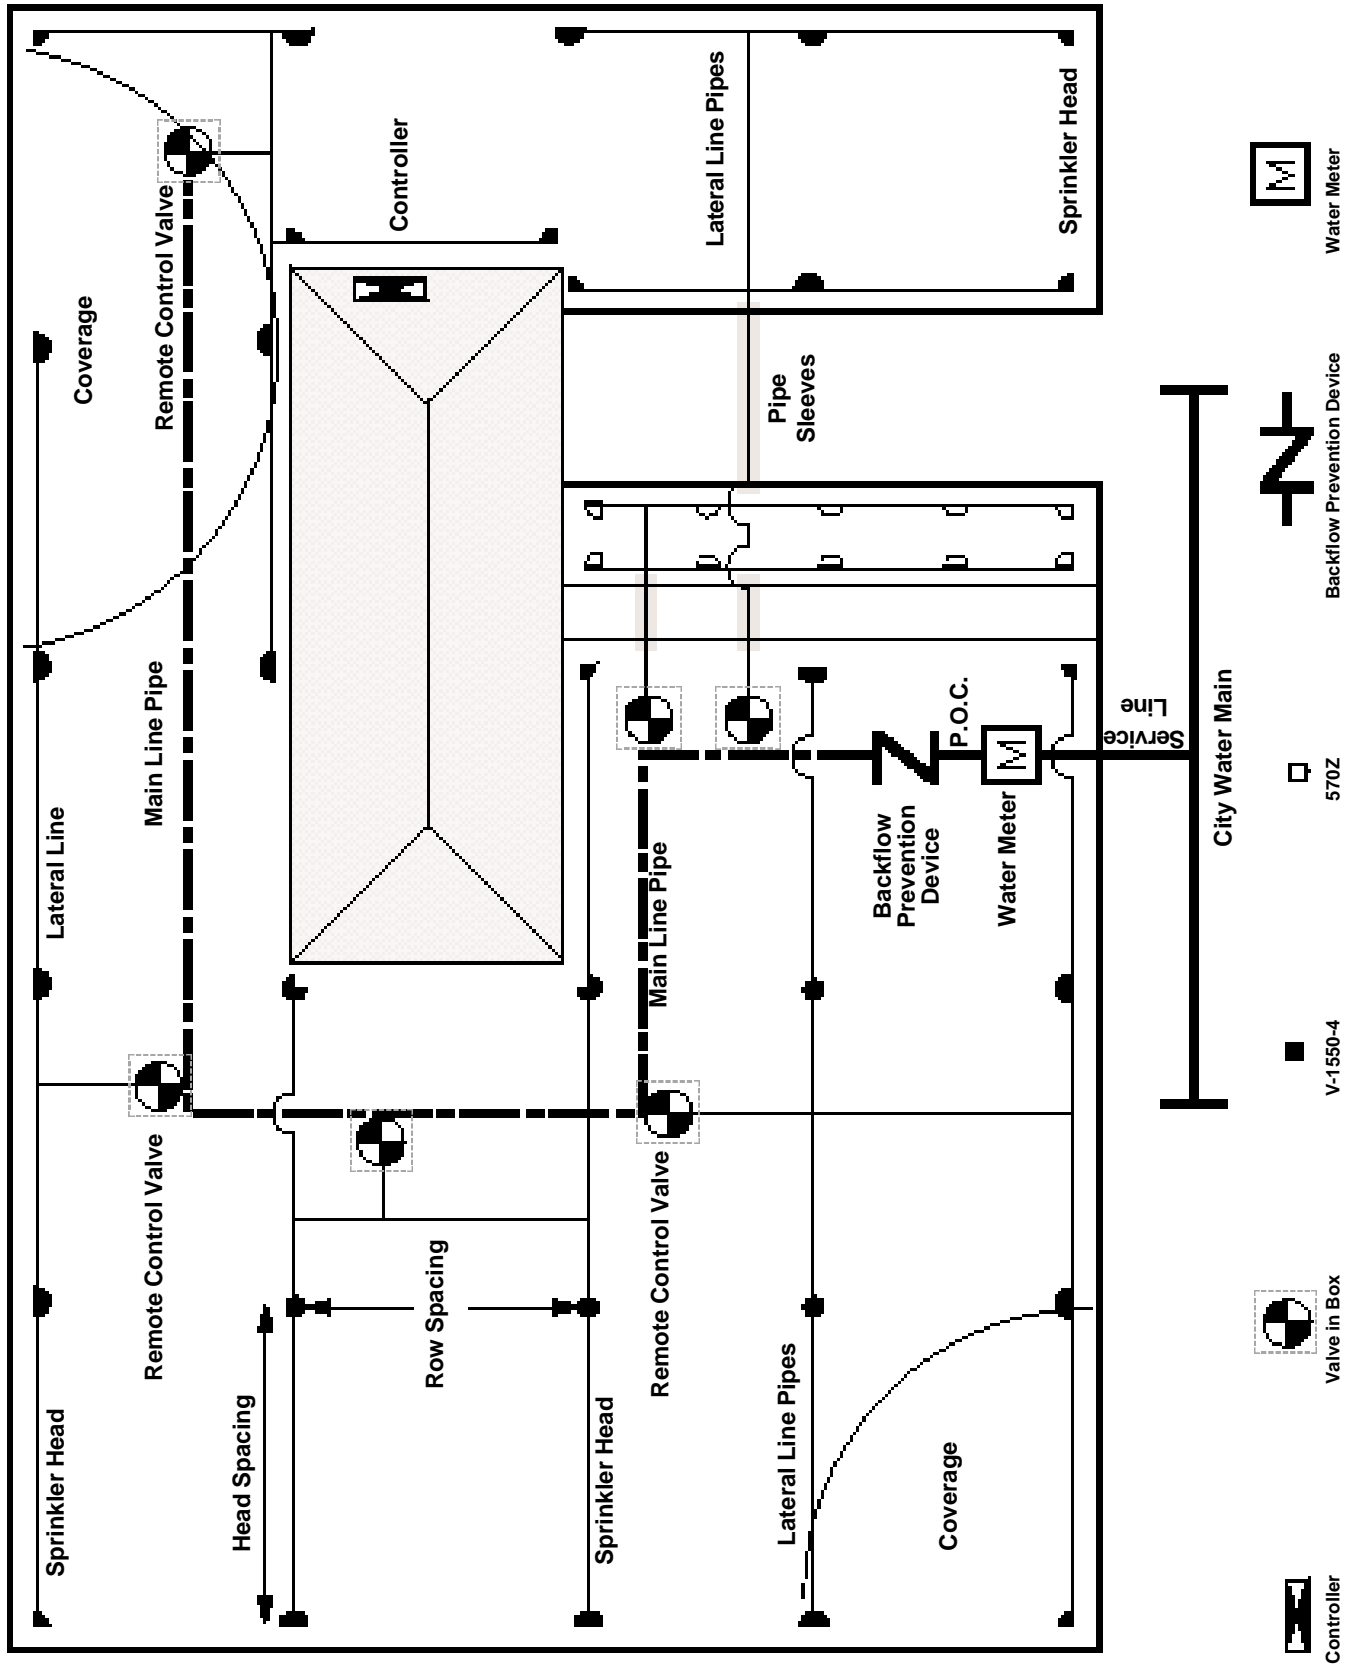 Sprinkler Head
Lateral Line
Coverage
Remote Control Valve
Main Line Pipe
Remote Control Valve
Head Spacing
Controller
Row Spacing
Sprinkler Head
Remote Control Valve
Main Line Pipe
Lateral Line Pipes
Pipe
Sleeves
Lateral Line Pipes
Backflow
Prevention
Device
P.O.C.
Coverage
Water Meter
M
Sprinkler Head
Service
Line
City Water Main
Controller
Valve in Box
V-1550-4
570Z
Backflow Prevention Device
M
Water Meter